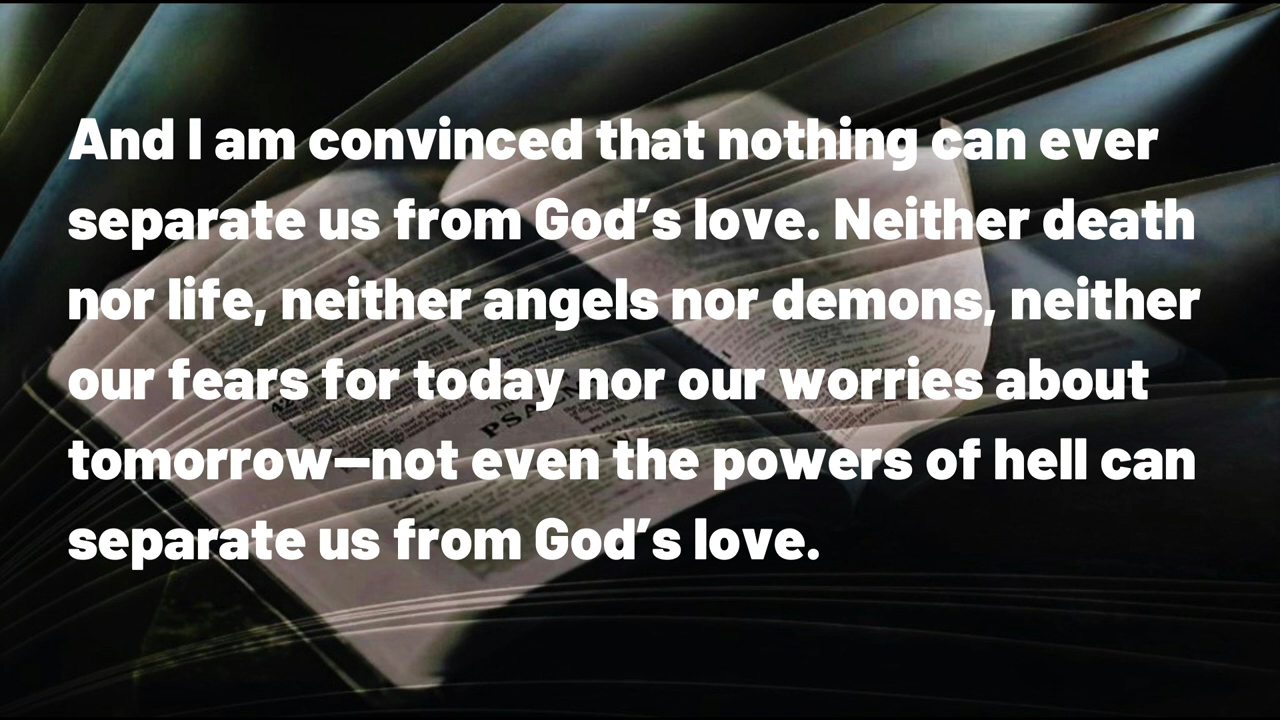 And I am convinced that nothing can ever
separate us from God’s love. Neither death
nor life, neither angels nor demons, neither
our fears for today nor our worries about
tomorrow—not even the powers of hell can
separate us from God’s love.
42
PSALM